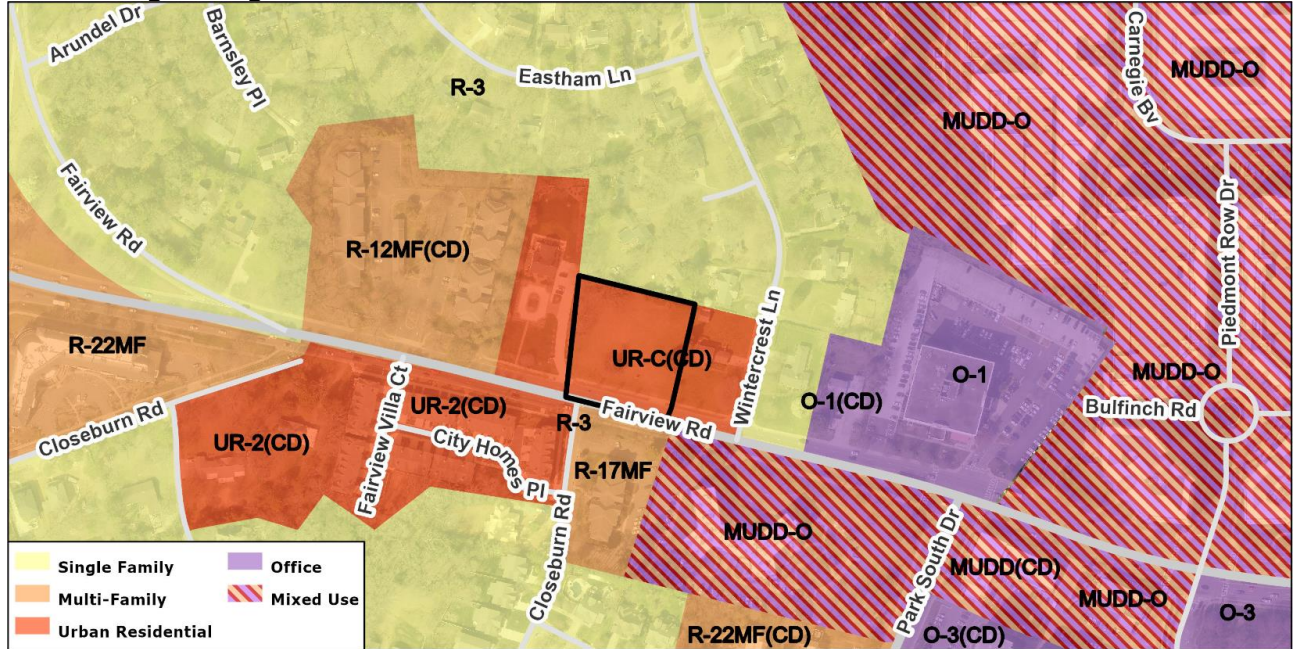 Arundel Dr
Barnsley Pl
Eastham Ln
R-3
Carnegie Bv
MUDD-O
MUDD-O
Fairview Rd
R-12MF(CD)
Piedmont Row Dr
R-22MF
UR-C(CD)
Wintercrest Ln
O-1
MUDD-O
O-1(CD)
Bulfinch Rd
Closeburn Rd
UR-2(CD)
Fairview Villa Ct
UR-2(CD)
City Homes Pl
R-3
Fairview Rd
R-17MF
Closeburn Rd
MUDD-O
Park South Dr
MUDD(CD)
MUDD-O
O-3
R-22MF(CD)
O-3(CD)
Single Family
Multi-Family
Urban Residential
Office
Mixed Use